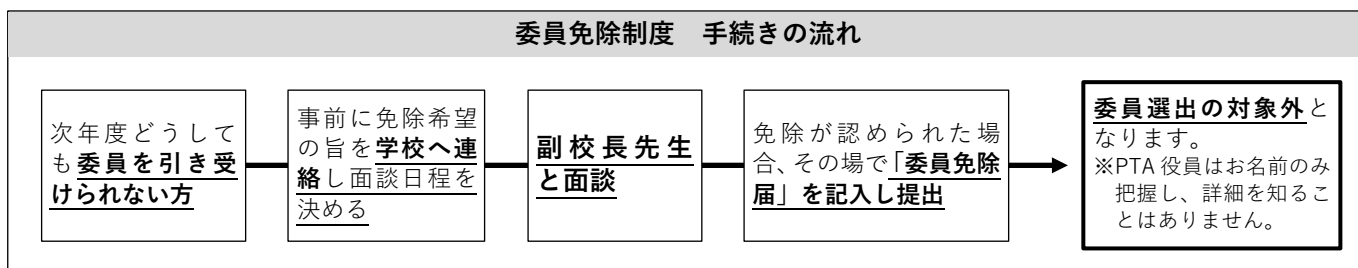 委員免除制度　手続きの流れ
次年度どうして
も委員を引き受
けられない方
事前に免除希望
の旨を学校へ連
絡し面談日程を
決める
副校長先生
と面談
免除が認められた場
合、その場で「委員免除
届」を記入し提出
委員選出の対象外と
なります。
※PTA 役員はお名前のみ
把握し、詳細を知るこ
とはありません。